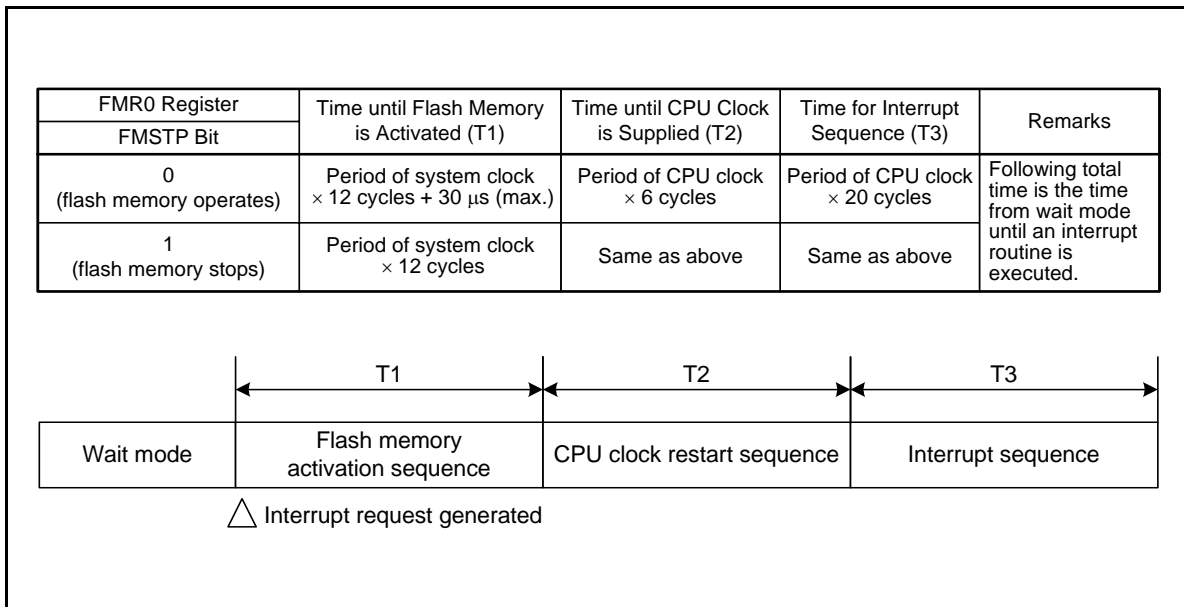 FMR0 Register
FMSTP Bit
Time until Flash Memory
is Activated (T1)
Time until CPU Clock
is Supplied (T2)
Time for Interrupt
Sequence (T3)
Remarks
0
(flash memory operates)
Period of system clock
× 12 cycles + 30 μs (max.)
Period of CPU clock
× 6 cycles
Period of CPU clock
× 20 cycles
Following total
time is the time
from wait mode
until an interrupt
routine is
executed.
1
(flash memory stops)
Period of system clock
× 12 cycles
Same as above
Same as above
T1
T2
T3
Wait mode
Flash memory
activation sequence
CPU clock restart sequence
Interrupt sequence
Interrupt request generated